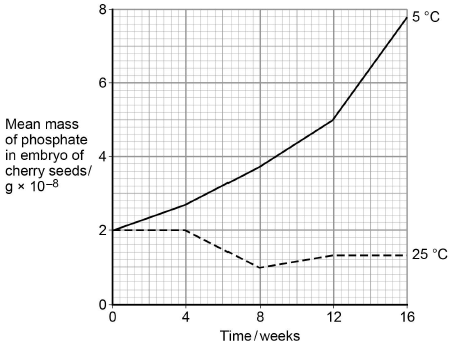 8
5 °C
6
Mean mass
of phosphate
in embryo of
cherry seeds/
g × 10⁻⁸
4
2
25 °C
0
0 4 8 12 16
Time/weeks